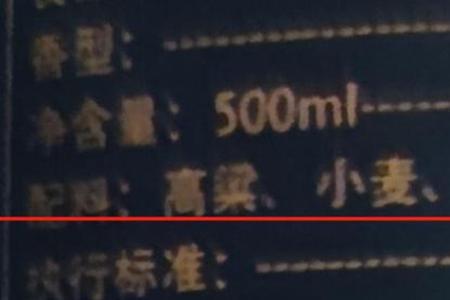 香型：
净含量：500ml
配料：高粱、小麦、
执行标准：